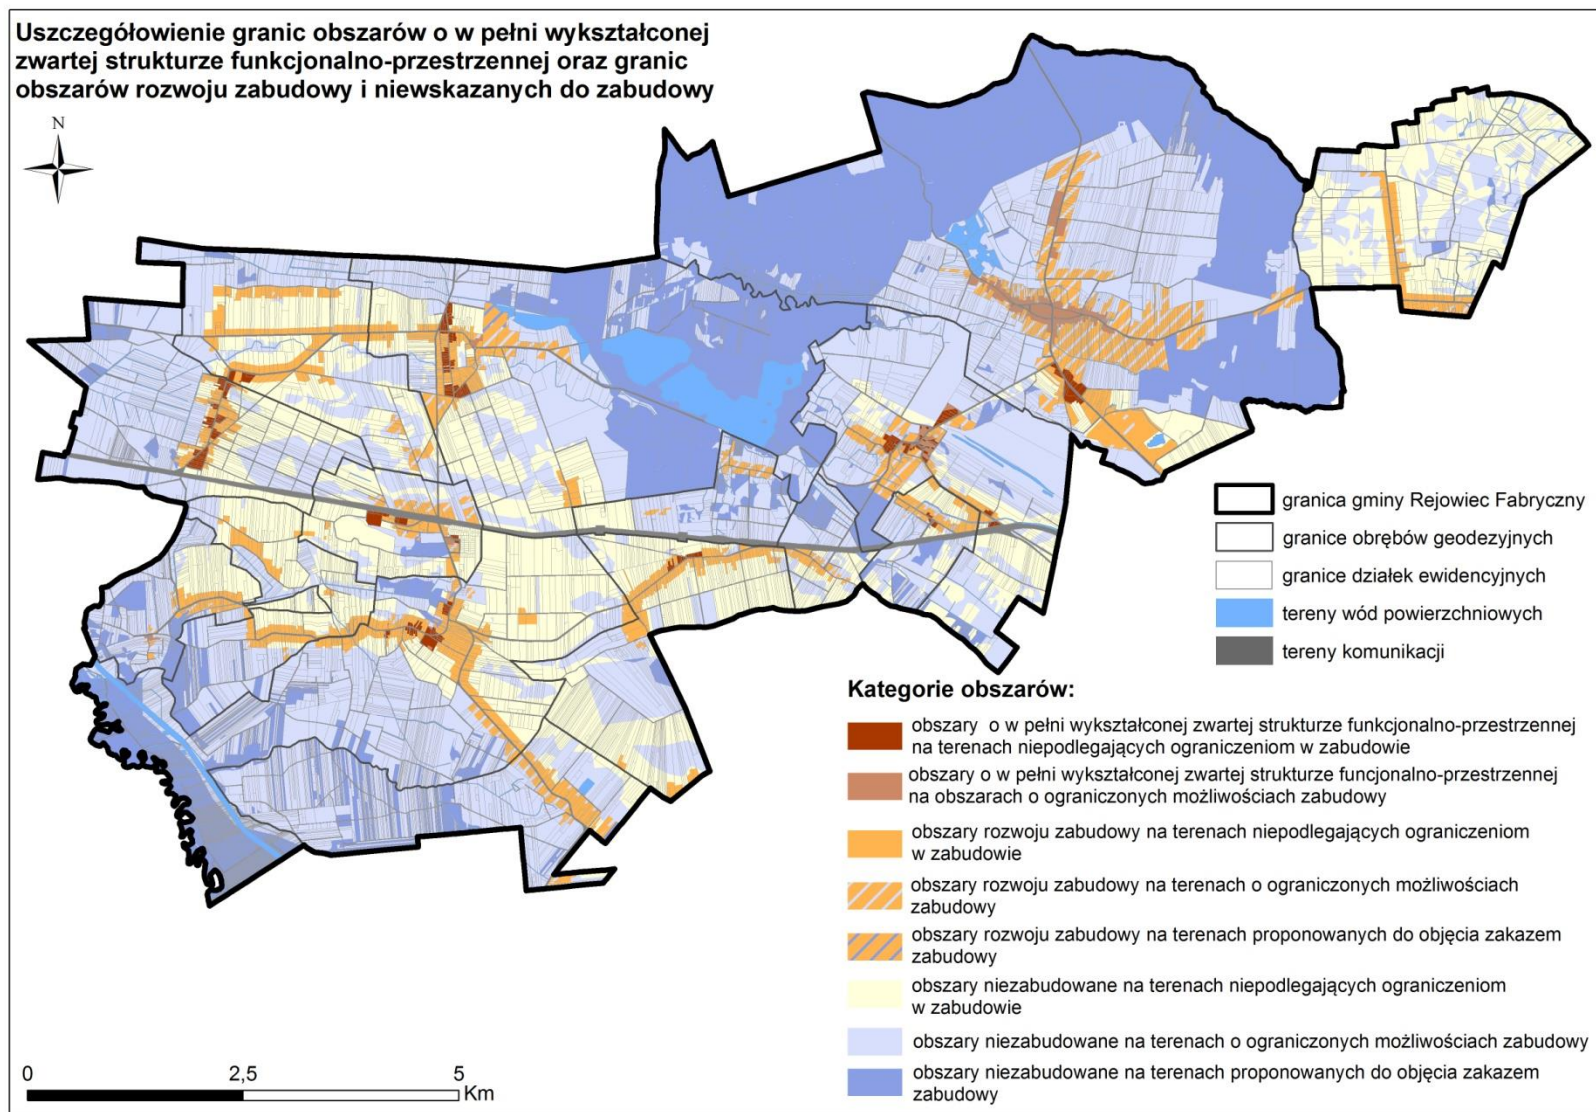 Uszczegółowienie granic obszarów o w pełni wykształconej
zwartej strukturze funkcjonalno-przestrzennej oraz granic
obszarów rozwoju zabudowy i niewskazanych do zabudowy
N
granica gminy Rejowiec Fabryczny
granice obrębów geodezyjnych
granice działek ewidencyjnych
tereny wód powierzchniowych
tereny komunikacji
Kategorie obszarów:
obszary o w pełni wykształconej zwartej strukturze funkcjonalno-przestrzennej
na terenach niepodlegających ograniczeniom w zabudowie
obszary o w pełni wykształconej zwartej strukturze funcjonalno-przestrzennej
na obszarach o ograniczonych możliwościach zabudowy
obszary rozwoju zabudowy na terenach niepodlegających ograniczeniom
w zabudowie
obszary rozwoju zabudowy na terenach o ograniczonych możliwościach
zabudowy
obszary rozwoju zabudowy na terenach proponowanych do objęcia zakazem
zabudowy
obszary niezabudowane na terenach niepodlegających ograniczeniom
w zabudowie
obszary niezabudowane na terenach o ograniczonych możliwościach zabudowy
obszary niezabudowane na terenach proponowanych do objęcia zakazem
zabudowy
0 2,5 5
Km